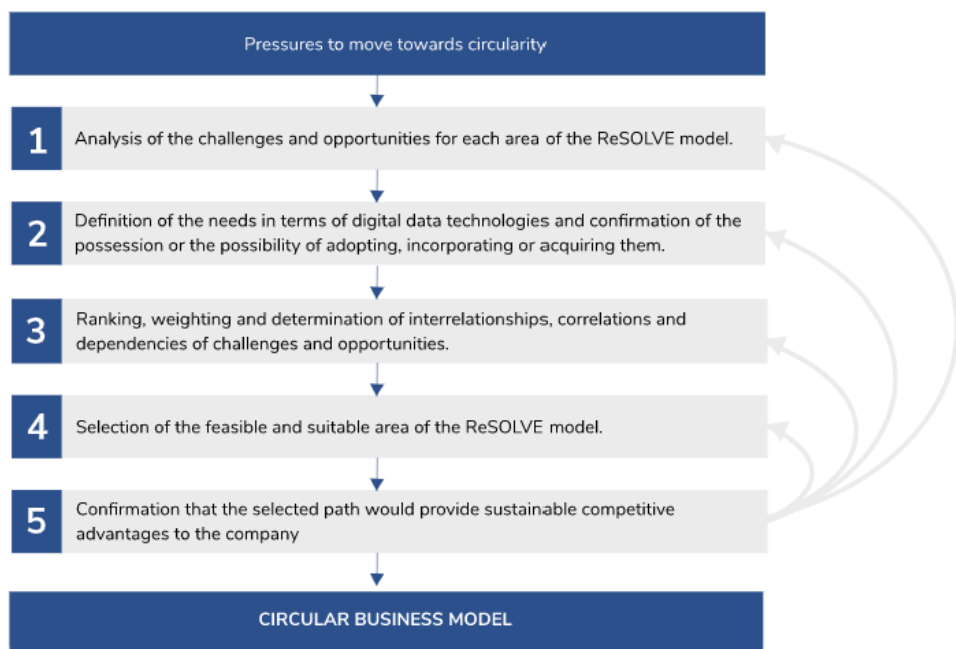 Pressures to move towards circularity
1
Analysis of the challenges and opportunities for each area of the ReSOLVE model.
2
Definition of the needs in terms of digital data technologies and confirmation of the
possession or the possibility of adopting, incorporating or acquiring them.
3
Ranking, weighting and determination of interrelationships, correlations and
dependencies of challenges and opportunities.
4
Selection of the feasible and suitable area of the ReSOLVE model.
5
Confirmation that the selected path would provide sustainable competitive
advantages to the company
CIRCULAR BUSINESS MODEL